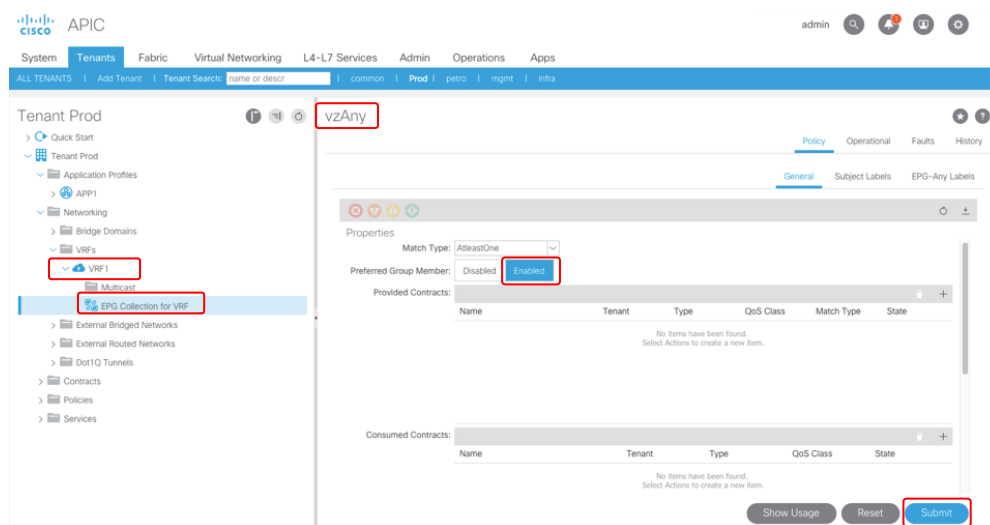 cisco APIC admin
System Tenants Fabric Virtual Networking L4-L7 Services Admin Operations Apps
ALL TENANTS | Add Tenant | Tenant Search: name or descr | common | Prod | petro | mgmt | infra
Tenant Prod
Quick Start
Tenant Prod
Application Profiles
APP1
Networking
Bridge Domains
VRFs
VRF1
Multicast
EPG Collection for VRF
External Bridged Networks
External Routed Networks
Dot1Q Tunnels
Contracts
Policies
Services
vzAny
Policy Operational Faults History
General Subject Labels EPG-Any Labels
Properties
Match Type: AtleastOne
Preferred Group Member: Disabled Enabled
Provided Contracts:
Name Tenant Type QoS Class Match Type State
No items have been found.
Select Actions to create a new item.
Consumed Contracts:
Name Tenant Type QoS Class State
No items have been found.
Select Actions to create a new item.
Show Usage Reset Submit